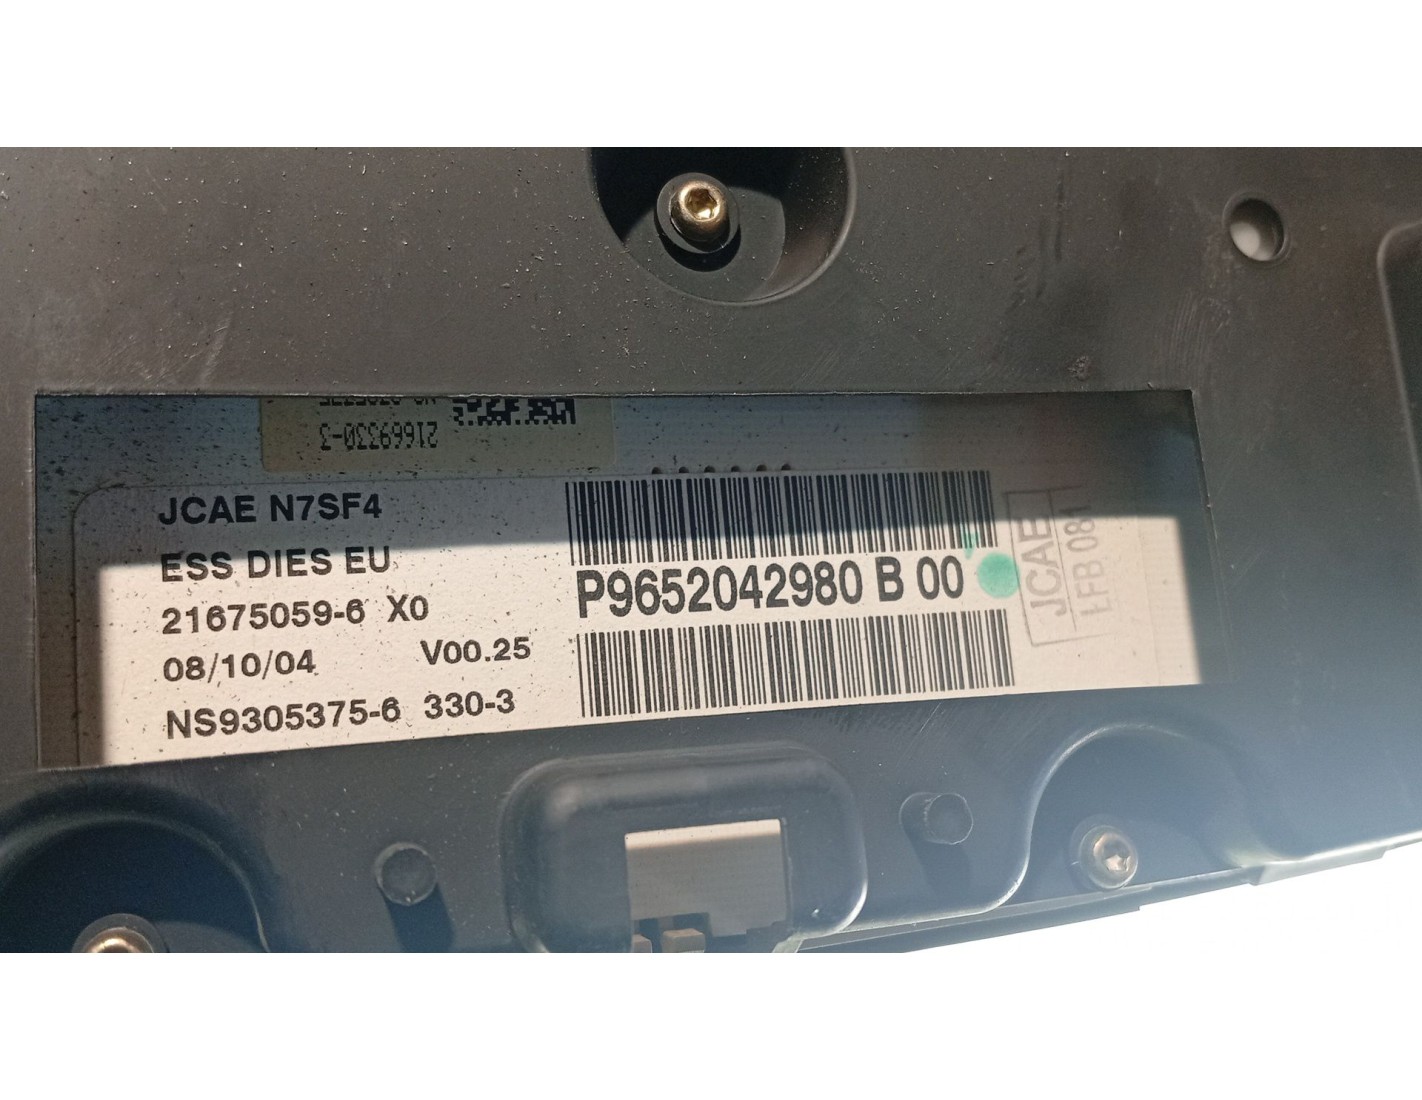 21669330-3
JCAE N7SF4
ESS DIES EU
21675059-6 X0
08/10/04 V00.25
NS9305375-6 330-3
P9652042980 B 00
JCAE
LFB 081